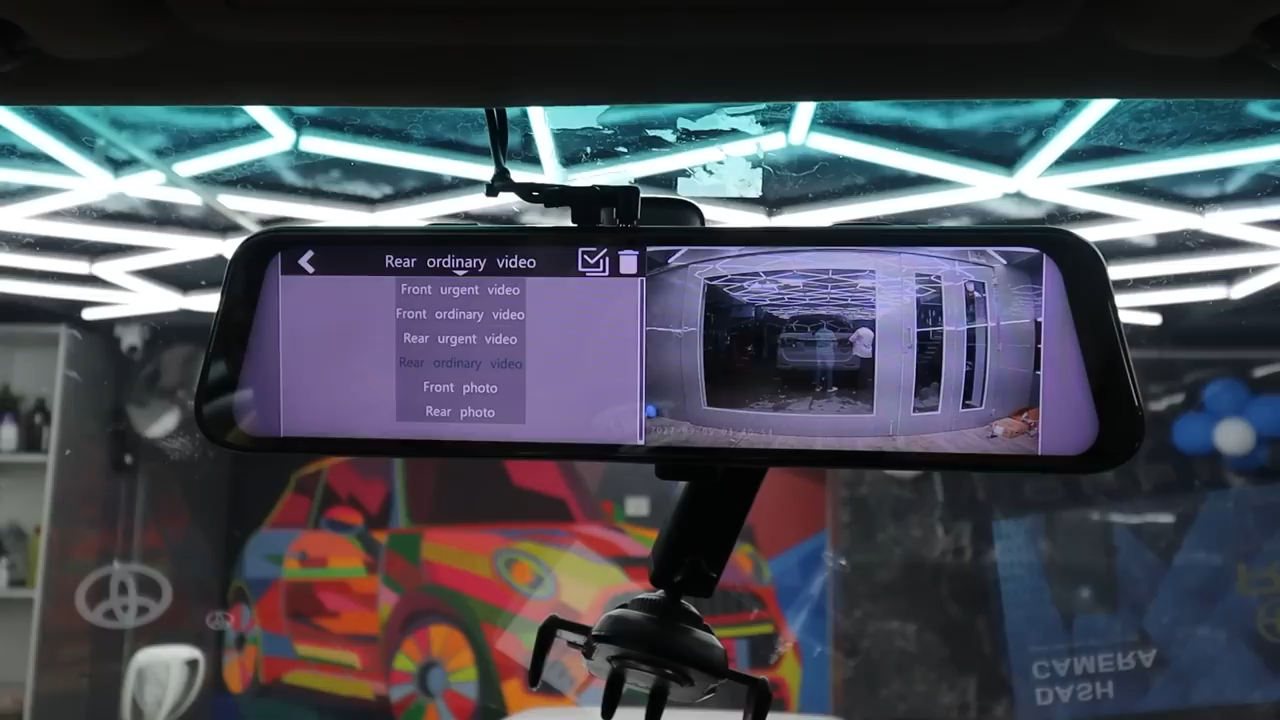 Rear ordinary video
Front urgent video
Front ordinary video
Rear urgent video
Rear ordinary video
Front photo
Rear photo
DASH
CAMERA